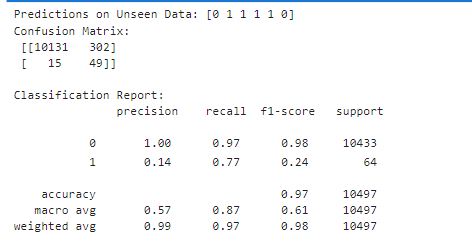 Predictions on Unseen Data: [0 1 1 1 1 0]
Confusion Matrix:
[[10131 302]
[ 15 49]]
Classification Report:
precision recall f1-score support
0 1.00 0.97 0.98 10433
1 0.14 0.77 0.24 64
accuracy 0.97 10497
macro avg 0.57 0.87 0.61 10497
weighted avg 0.99 0.97 0.98 10497